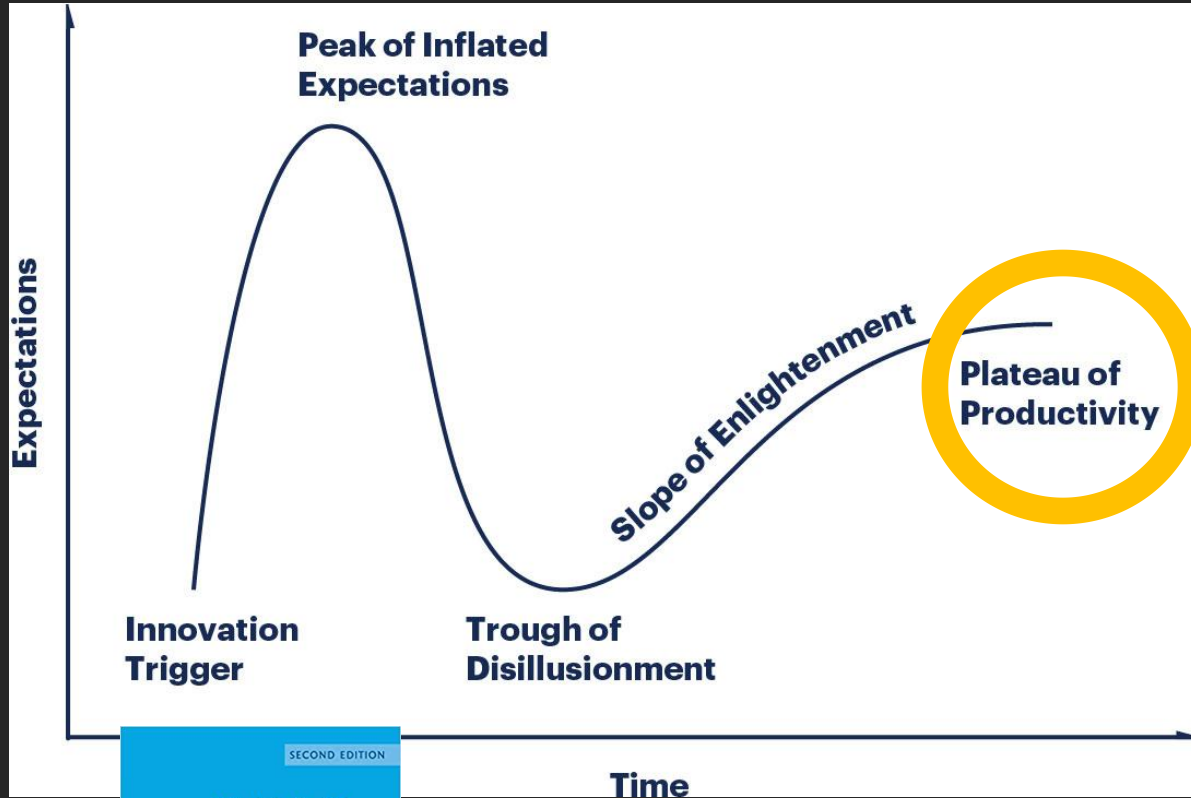 Peak of Inflated
Expectations
Expectations
Slope of Enlightenment
Plateau of
Productivity
Innovation
Trigger
Trough of
Disillusionment
SECOND EDITION
Time